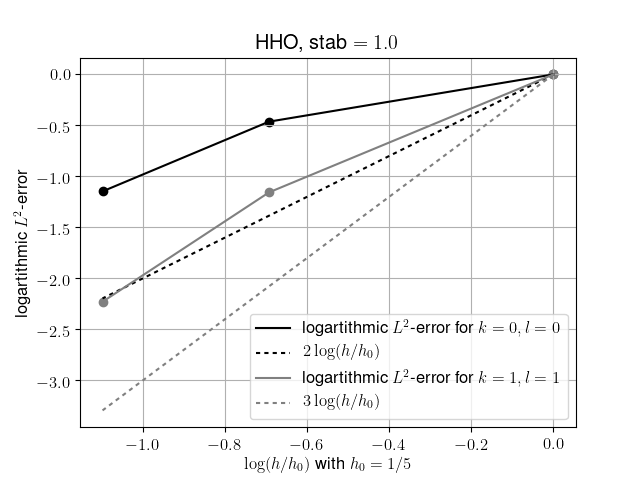 HHO, stab = 1.0
logartithmic L²-error
0.0
−0.5
−1.0
−1.5
−2.0
−2.5
−3.0
logartithmic L²-error for k = 0, l = 0
2 log(h/h₀)
logartithmic L²-error for k = 1, l = 1
3 log(h/h₀)
−1.0 −0.8 −0.6 −0.4 −0.2 0.0
log(h/h₀) with h₀ = 1/5